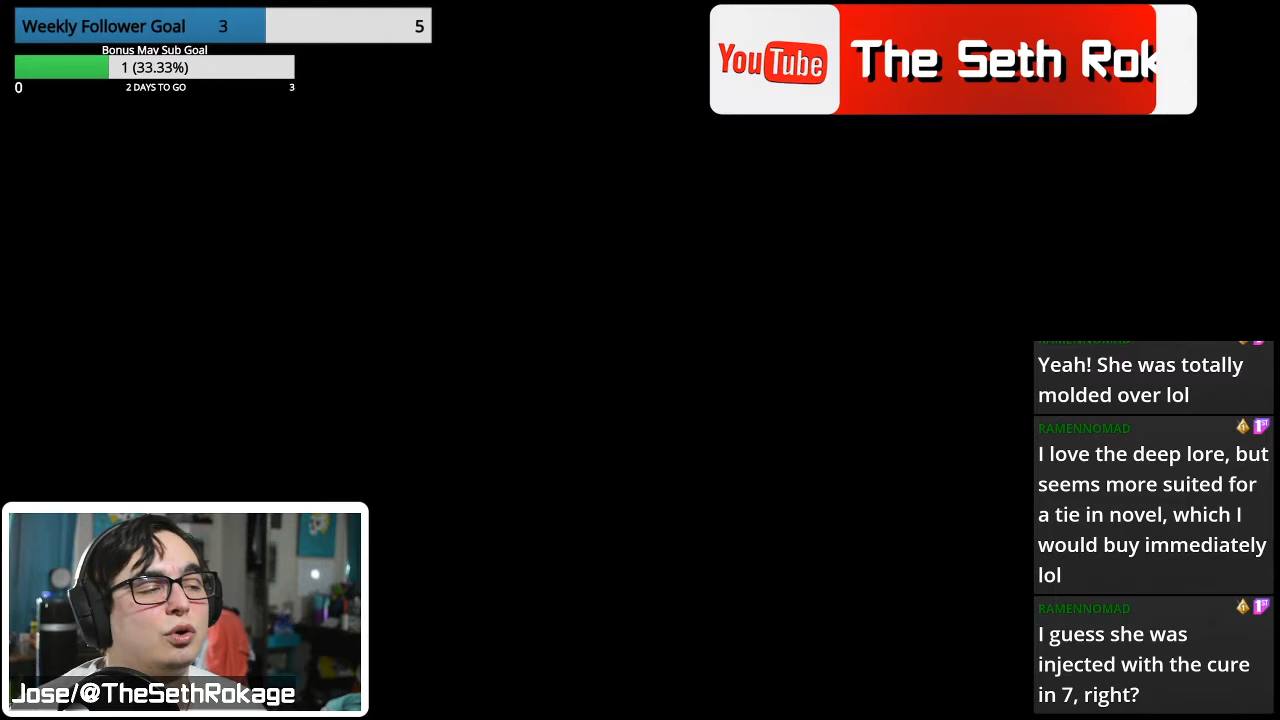 Weekly Follower Goal 3 5
Bonus May Sub Goal
1 (33.33%)
0 2 DAYS TO GO 3
YouTube The Seth Rok
RAMENNOMAD
Yeah! She was totally
molded over lol
RAMENNOMAD
I love the deep lore, but
seems more suited for
a tie in novel, which I
would buy immediately
lol
RAMENNOMAD
I guess she was
injected with the cure
in 7, right?
Jose/@TheSethRokage